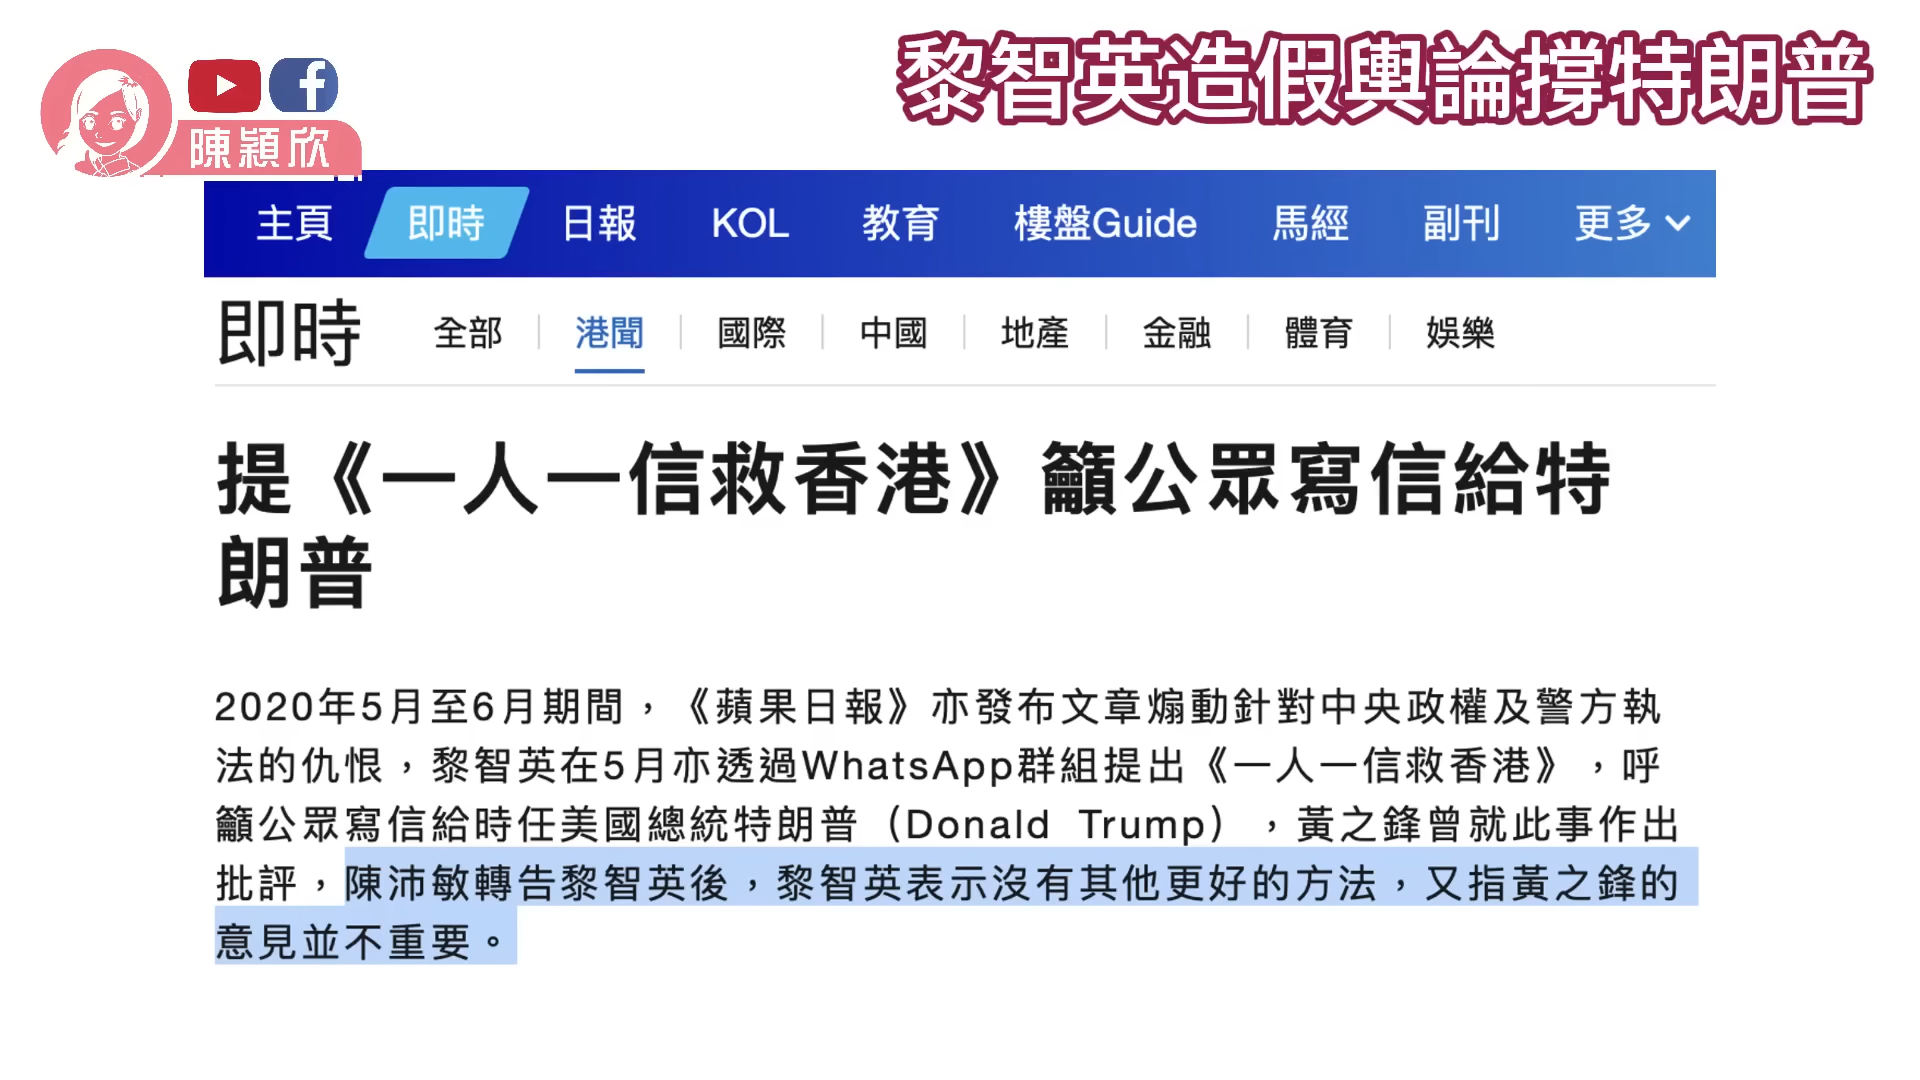 黎智英造假輿論撐特朗普
陳穎欣
主頁 即時 日報 KOL 教育 樓盤Guide 馬經 副刊 更多
即時 全部 港聞 國際 中國 地產 金融 體育 娛樂
提《一人一信救香港》籲公眾寫信給特
朗普
2020年5月至6月期間，《蘋果日報》亦發布文章煽動針對中央政權及警方執
法的仇恨，黎智英在5月亦透過WhatsApp群組提出《一人一信救香港》，呼
籲公眾寫信給時任美國總統特朗普（Donald Trump），黃之鋒曾就此事作出
批評，陳沛敏轉告黎智英後，黎智英表示沒有其他更好的方法，又指黃之鋒的
意見並不重要。